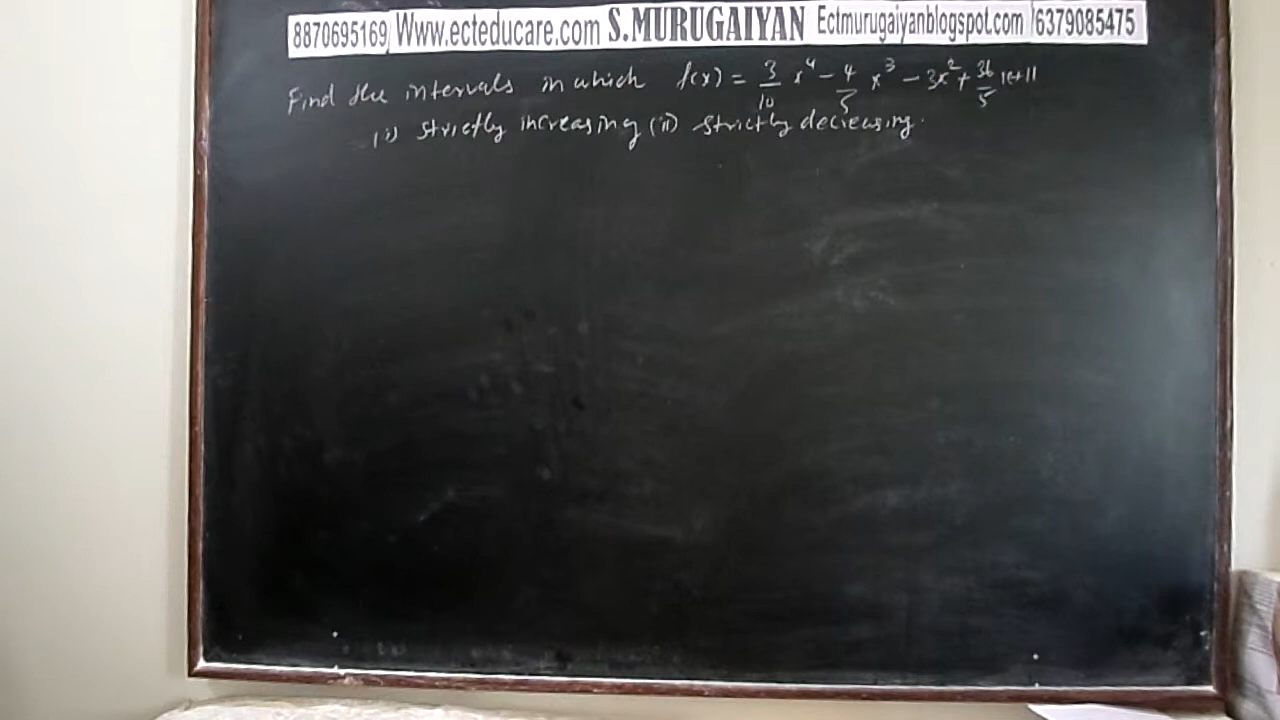 8870695169 Www.ecteducare.com S.MURUGAIYAN Ectmurugaiyanblogspot.com /6379085475
Find the intervals in which f(x) = 3/10 x⁴ - 4/5 x³ - 3x² + 36/5 x+11
(i) strictly increasing (ii) strictly decreasing.